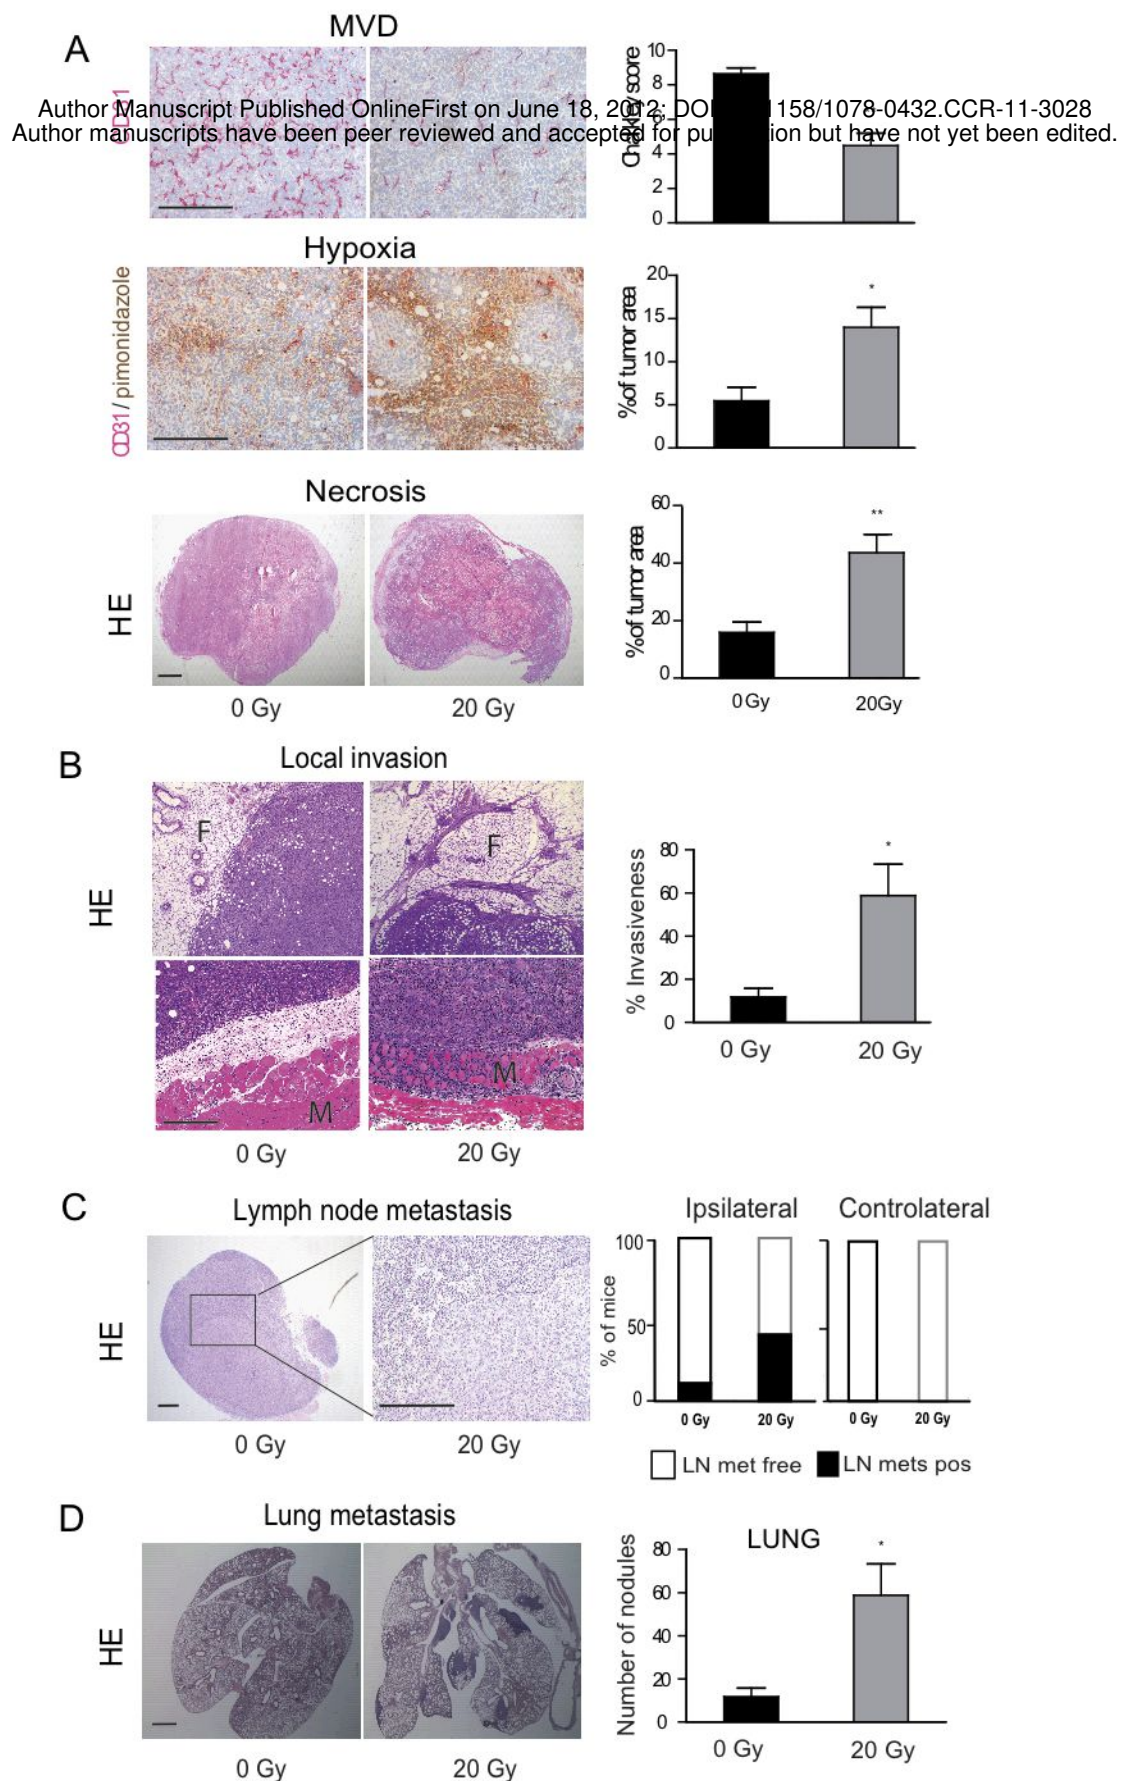 A
MVD
CD31
Chalkley score
10
8
6
4
2
0
Author Manuscript Published OnlineFirst on June 18, 2012; DOI: 1158/1078-0432.CCR-11-3028
Author manuscripts have been peer reviewed and accepted for publication but have not yet been edited.
Hypoxia
CD31/ pimonidazole
% of tumor area
20
15
10
5
0
*
Necrosis
HE
0 Gy
20 Gy
% of tumor area
60
40
20
0
**
0 Gy
20Gy
B
Local invasion
HE
F
F
M
M
0 Gy
20 Gy
% Invasiveness
80
60
40
20
0
*
0 Gy
20 Gy
C
Lymph node metastasis
HE
0 Gy
20 Gy
Ipsilateral
Controlateral
% of mice
100
50
0
0 Gy
20 Gy
0 Gy
20 Gy
LN met free
LN mets pos
D
Lung metastasis
HE
0 Gy
20 Gy
LUNG
Number of nodules
80
60
40
20
0
*
0 Gy
20 Gy